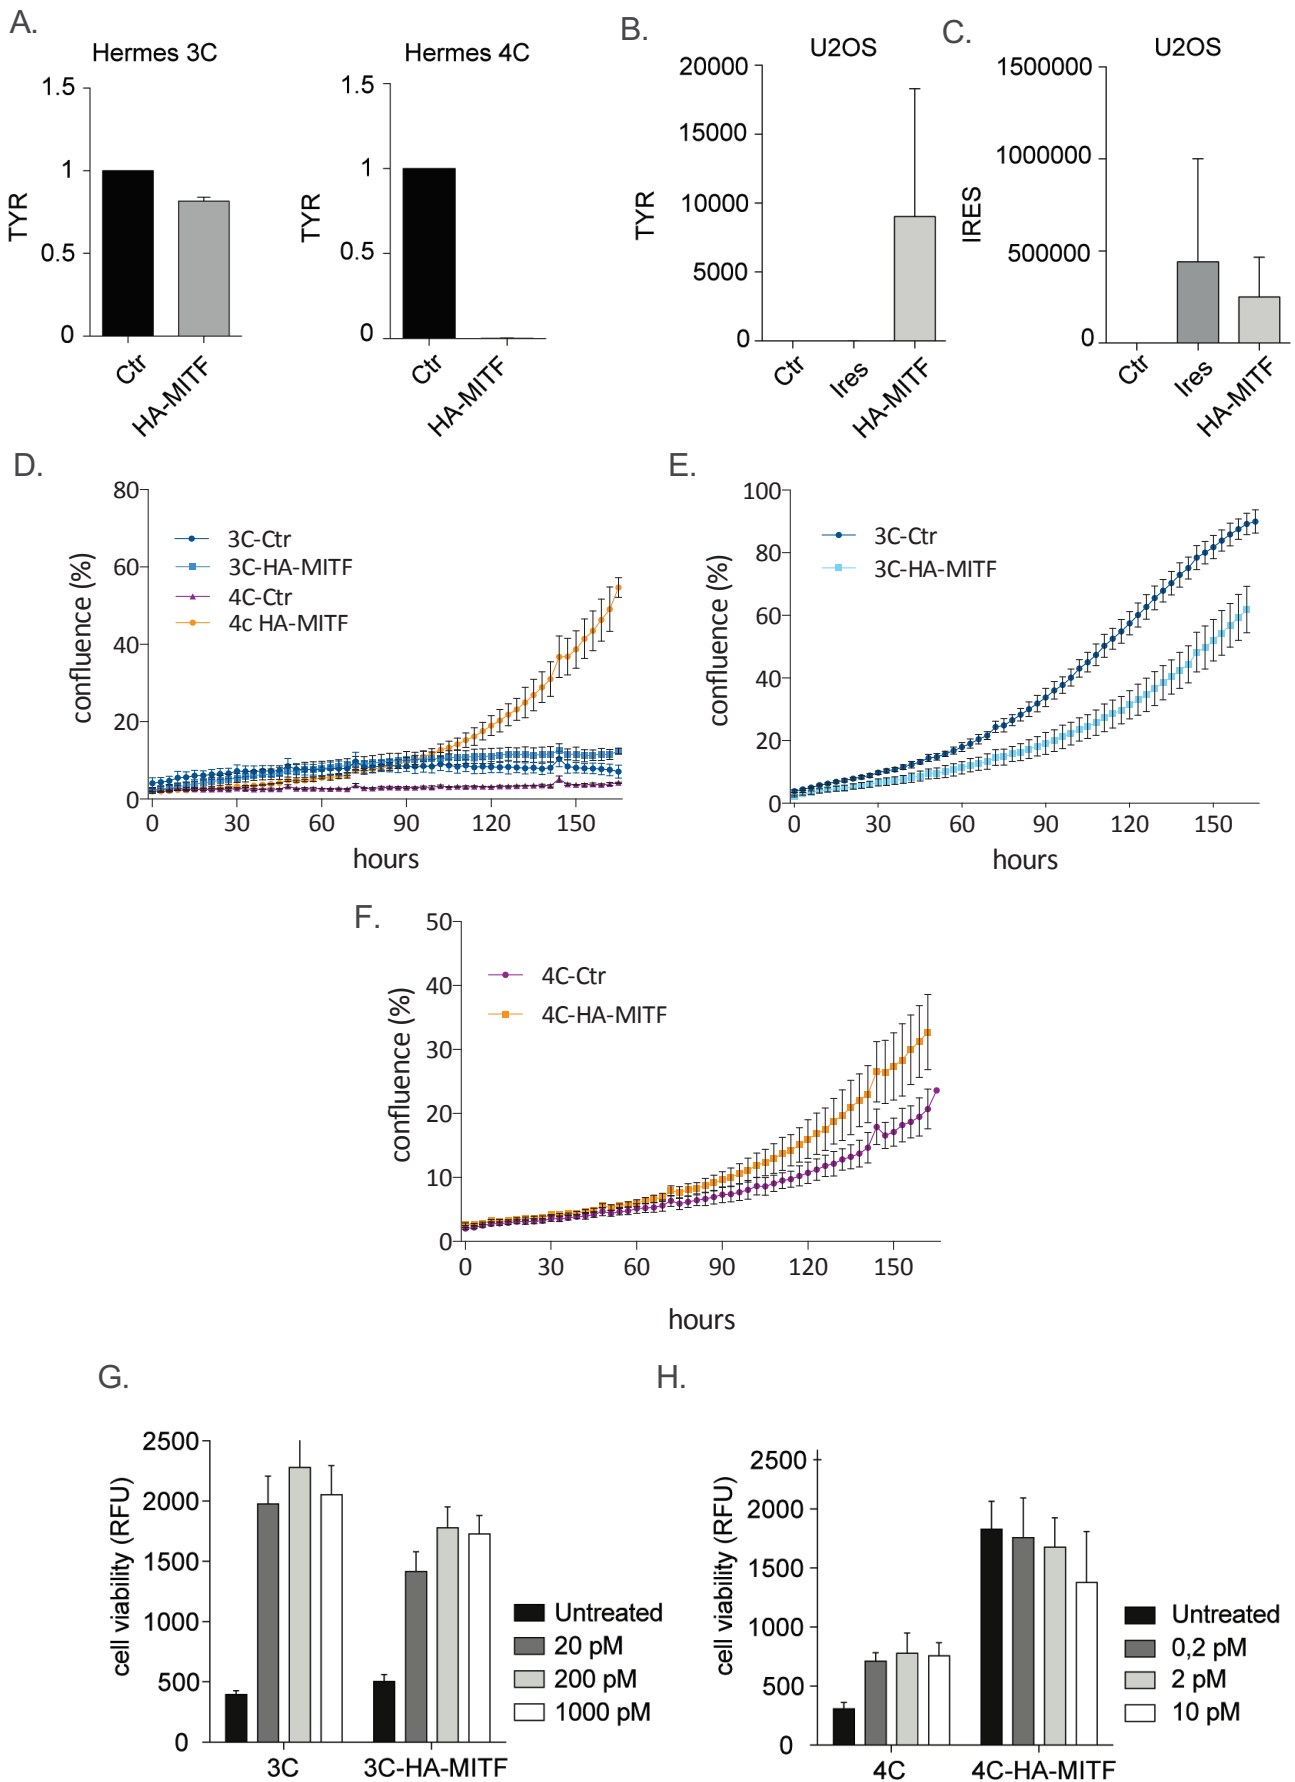 A.
Hermes 3C
TYR
1.5
1
0.5
0
Ctr
HA-MITF
Hermes 4C
TYR
1.5
1
0.5
0
Ctr
HA-MITF
B.
U2OS
TYR
20000
15000
10000
5000
0
Ctr
Ires
HA-MITF
C.
U2OS
IRES
1500000
1000000
500000
0
Ctr
Ires
HA-MITF
D.
confluence (%)
80
60
40
20
0
3C-Ctr
3C-HA-MITF
4C-Ctr
4c HA-MITF
0 30 60 90 120 150
hours
E.
confluence (%)
100
80
60
40
20
0
3C-Ctr
3C-HA-MITF
0 30 60 90 120 150
hours
F.
confluence (%)
50
40
30
20
10
0
4C-Ctr
4C-HA-MITF
0 30 60 90 120 150
hours
G.
cell viability (RFU)
2500
2000
1500
1000
500
0
3C 3C-HA-MITF
Untreated
20 pM
200 pM
1000 pM
H.
cell viability (RFU)
2500
2000
1500
1000
500
0
4C 4C-HA-MITF
Untreated
0,2 pM
2 pM
10 pM